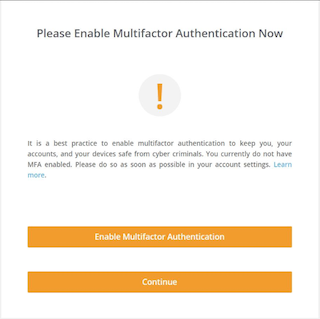 Please Enable Multifactor Authentication Now
!
It is a best practice to enable multifactor authentication to keep you, your
accounts, and your devices safe from cyber criminals. You currently do not have
MFA enabled. Please do so as soon as possible in your account settings. Learn
more.
Enable Multifactor Authentication
Continue